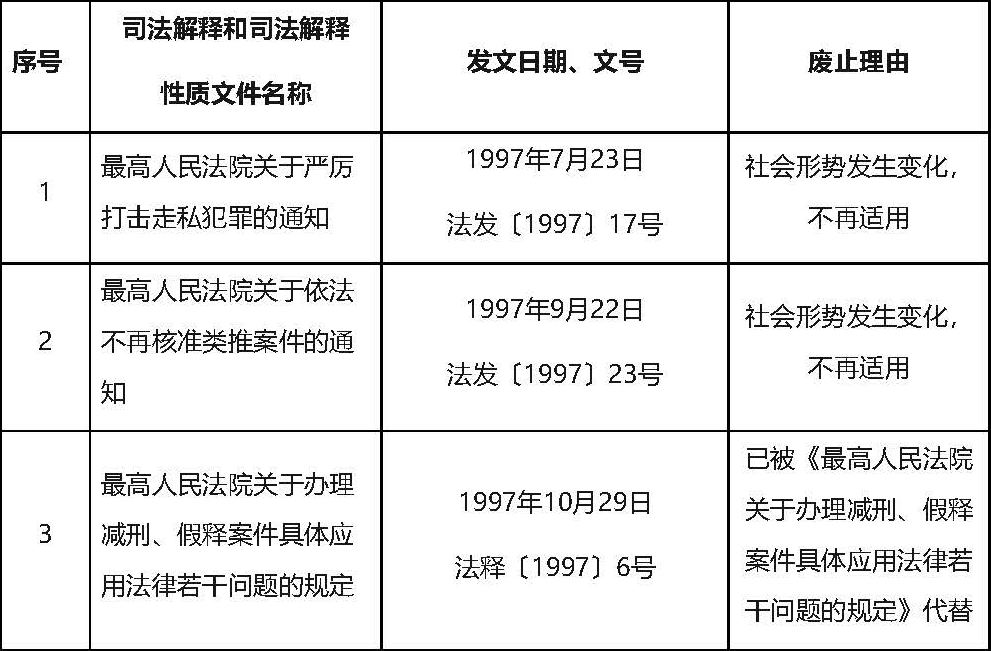 序号
司法解释和司法解释
性质文件名称
发文日期、文号
废止理由
1
最高人民法院关于严厉
打击走私犯罪的通知
1997年7月23日
法发〔1997〕17号
社会形势发生变化，
不再适用
2
最高人民法院关于依法
不再核准类推案件的通
知
1997年9月22日
法发〔1997〕23号
社会形势发生变化，
不再适用
3
最高人民法院关于办理
减刑、假释案件具体应
用法律若干问题的规定
1997年10月29日
法释〔1997〕6号
已被《最高人民法院
关于办理减刑、假释
案件具体应用法律若
干问题的规定》代替